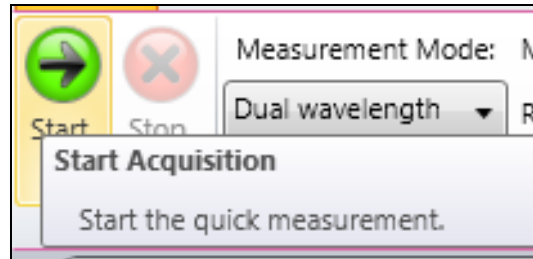 Measurement Mode: M
Start Stop Dual wavelength R
Start Acquisition
Start the quick measurement.